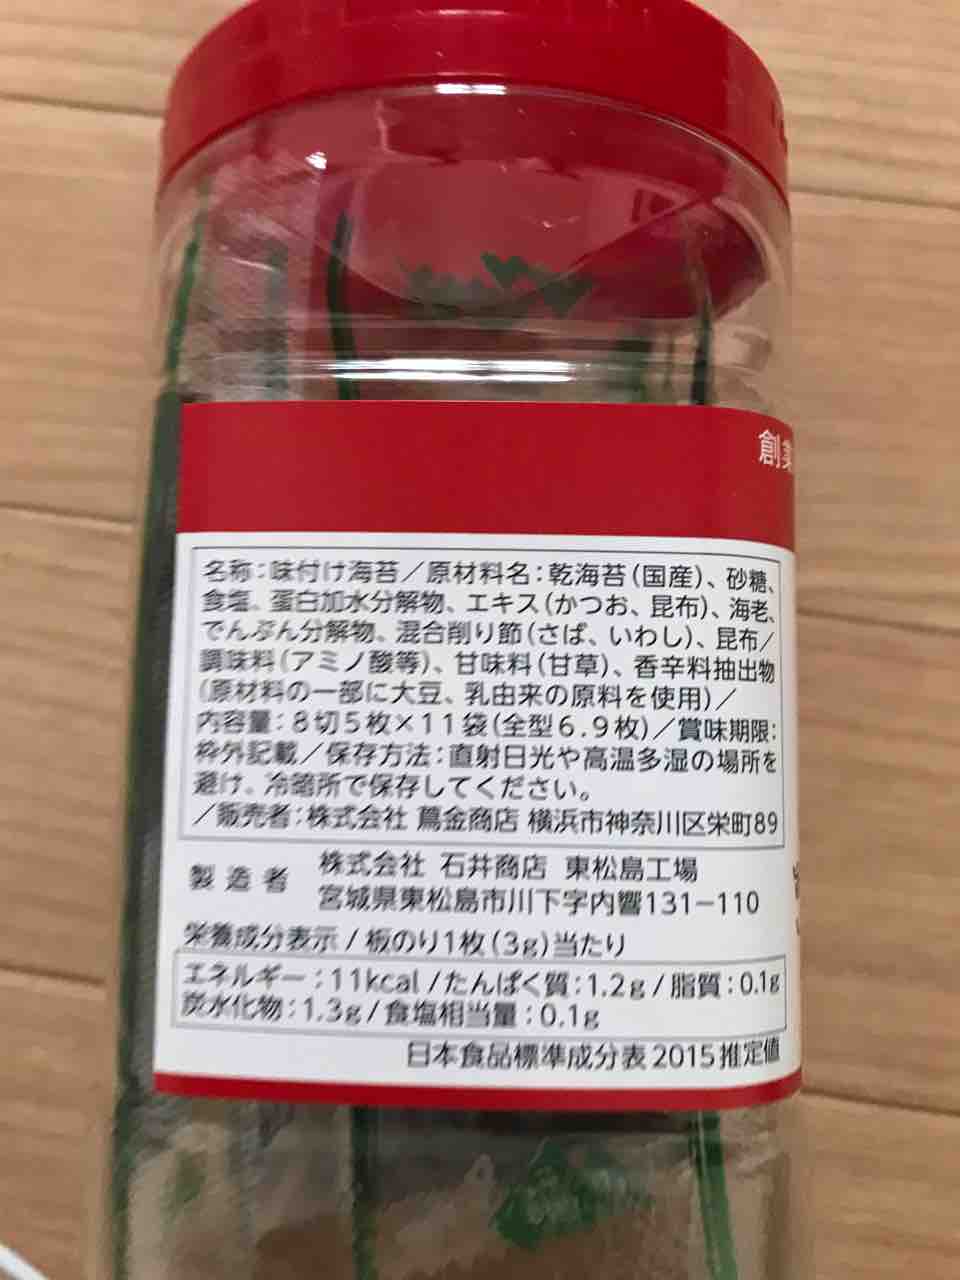 創業
名称：味付け海苔／原材料名：乾海苔（国産）、砂糖、
食塩、蛋白加水分解物、エキス（かつお、昆布）、海老、
でんぷん分解物、混合削り節（さば、いわし）、昆布／
調味料（アミノ酸等）、甘味料（甘草）、香辛料抽出物
（原材料の一部に大豆、乳由来の原料を使用）／
内容量：8切5枚×11袋（全型6.9枚）／賞味期限：
枠外記載／保存方法：直射日光や高温多湿の場所を
避け、冷暗所で保存してください。
／販売者：株式会社 蔦金商店 横浜市神奈川区栄町89
製造者 株式会社 石井商店 東松島工場
宮城県東松島市川下字内響131−110
栄養成分表示 / 板のり1枚（3g）当たり
エネルギー：11kcal / たんぱく質：1.2g / 脂質：0.1g
炭水化物：1.3g / 食塩相当量：0.1g
日本食品標準成分表2015推定値